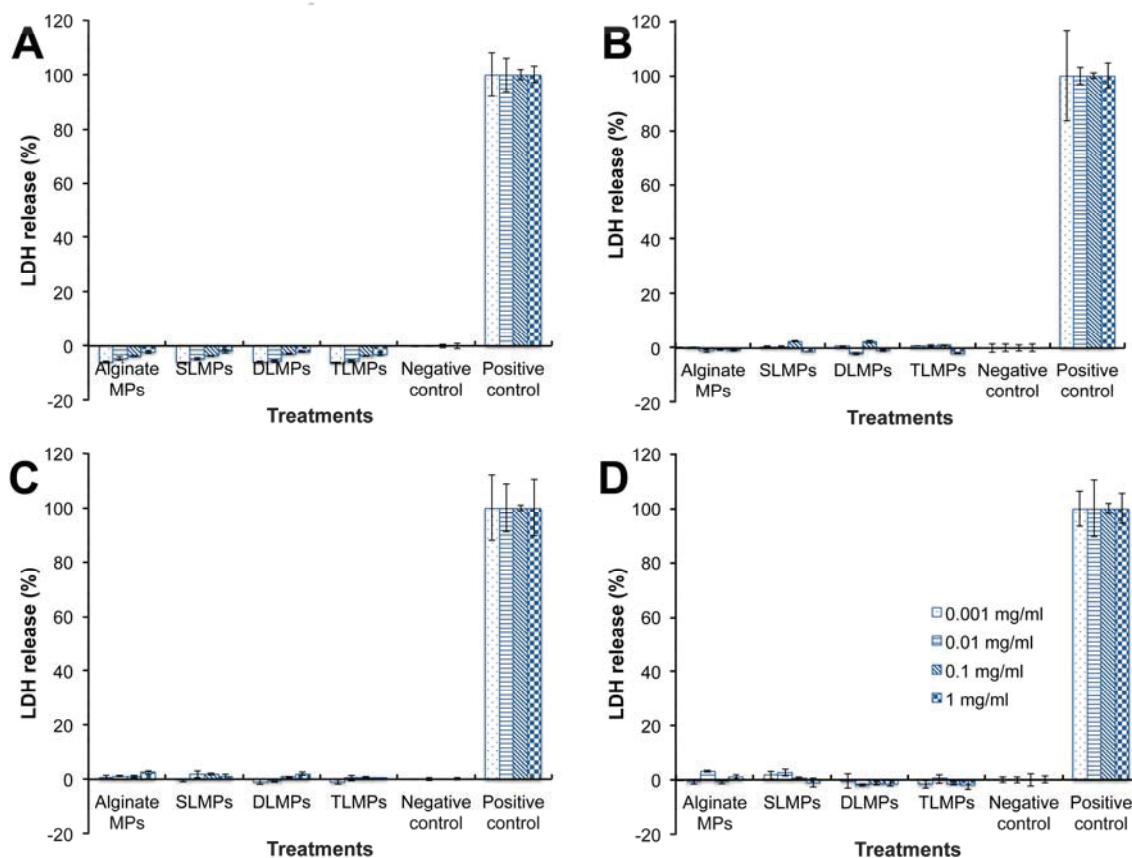 A
120
100
80
60
40
20
0
-20
LDH release (%)
Alginate MPs
SLMPs
DLMPs
TLMPs
Negative control
Positive control
Treatments
B
120
100
80
60
40
20
0
-20
LDH release (%)
Alginate MPs
SLMPs
DLMPs
TLMPs
Negative control
Positive control
Treatments
C
120
100
80
60
40
20
0
-20
LDH release (%)
Alginate MPs
SLMPs
DLMPs
TLMPs
Negative control
Positive control
Treatments
D
120
100
80
60
40
20
0
-20
LDH release (%)
0.001 mg/ml
0.01 mg/ml
0.1 mg/ml
1 mg/ml
Alginate MPs
SLMPs
DLMPs
TLMPs
Negative control
Positive control
Treatments